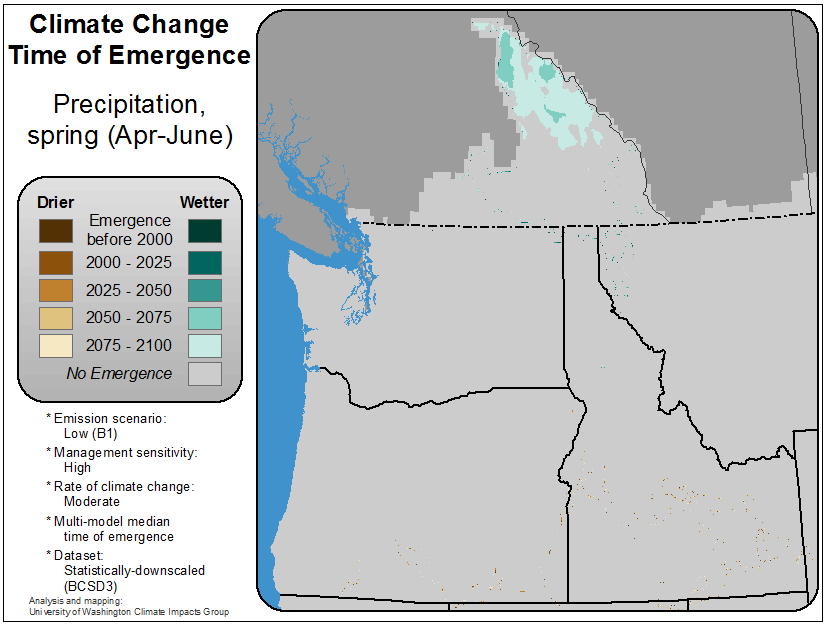 Climate Change
Time of Emergence
Precipitation,
spring (Apr-June)
Drier Wetter
Emergence
before 2000
2000 - 2025
2025 - 2050
2050 - 2075
2075 - 2100
No Emergence
* Emission scenario:
Low (B1)
* Management sensitivity:
High
* Rate of climate change:
Moderate
* Multi-model median
time of emergence
* Dataset:
Statistically-downscaled
(BCSD3)
Analysis and mapping:
University of Washington Climate Impacts Group